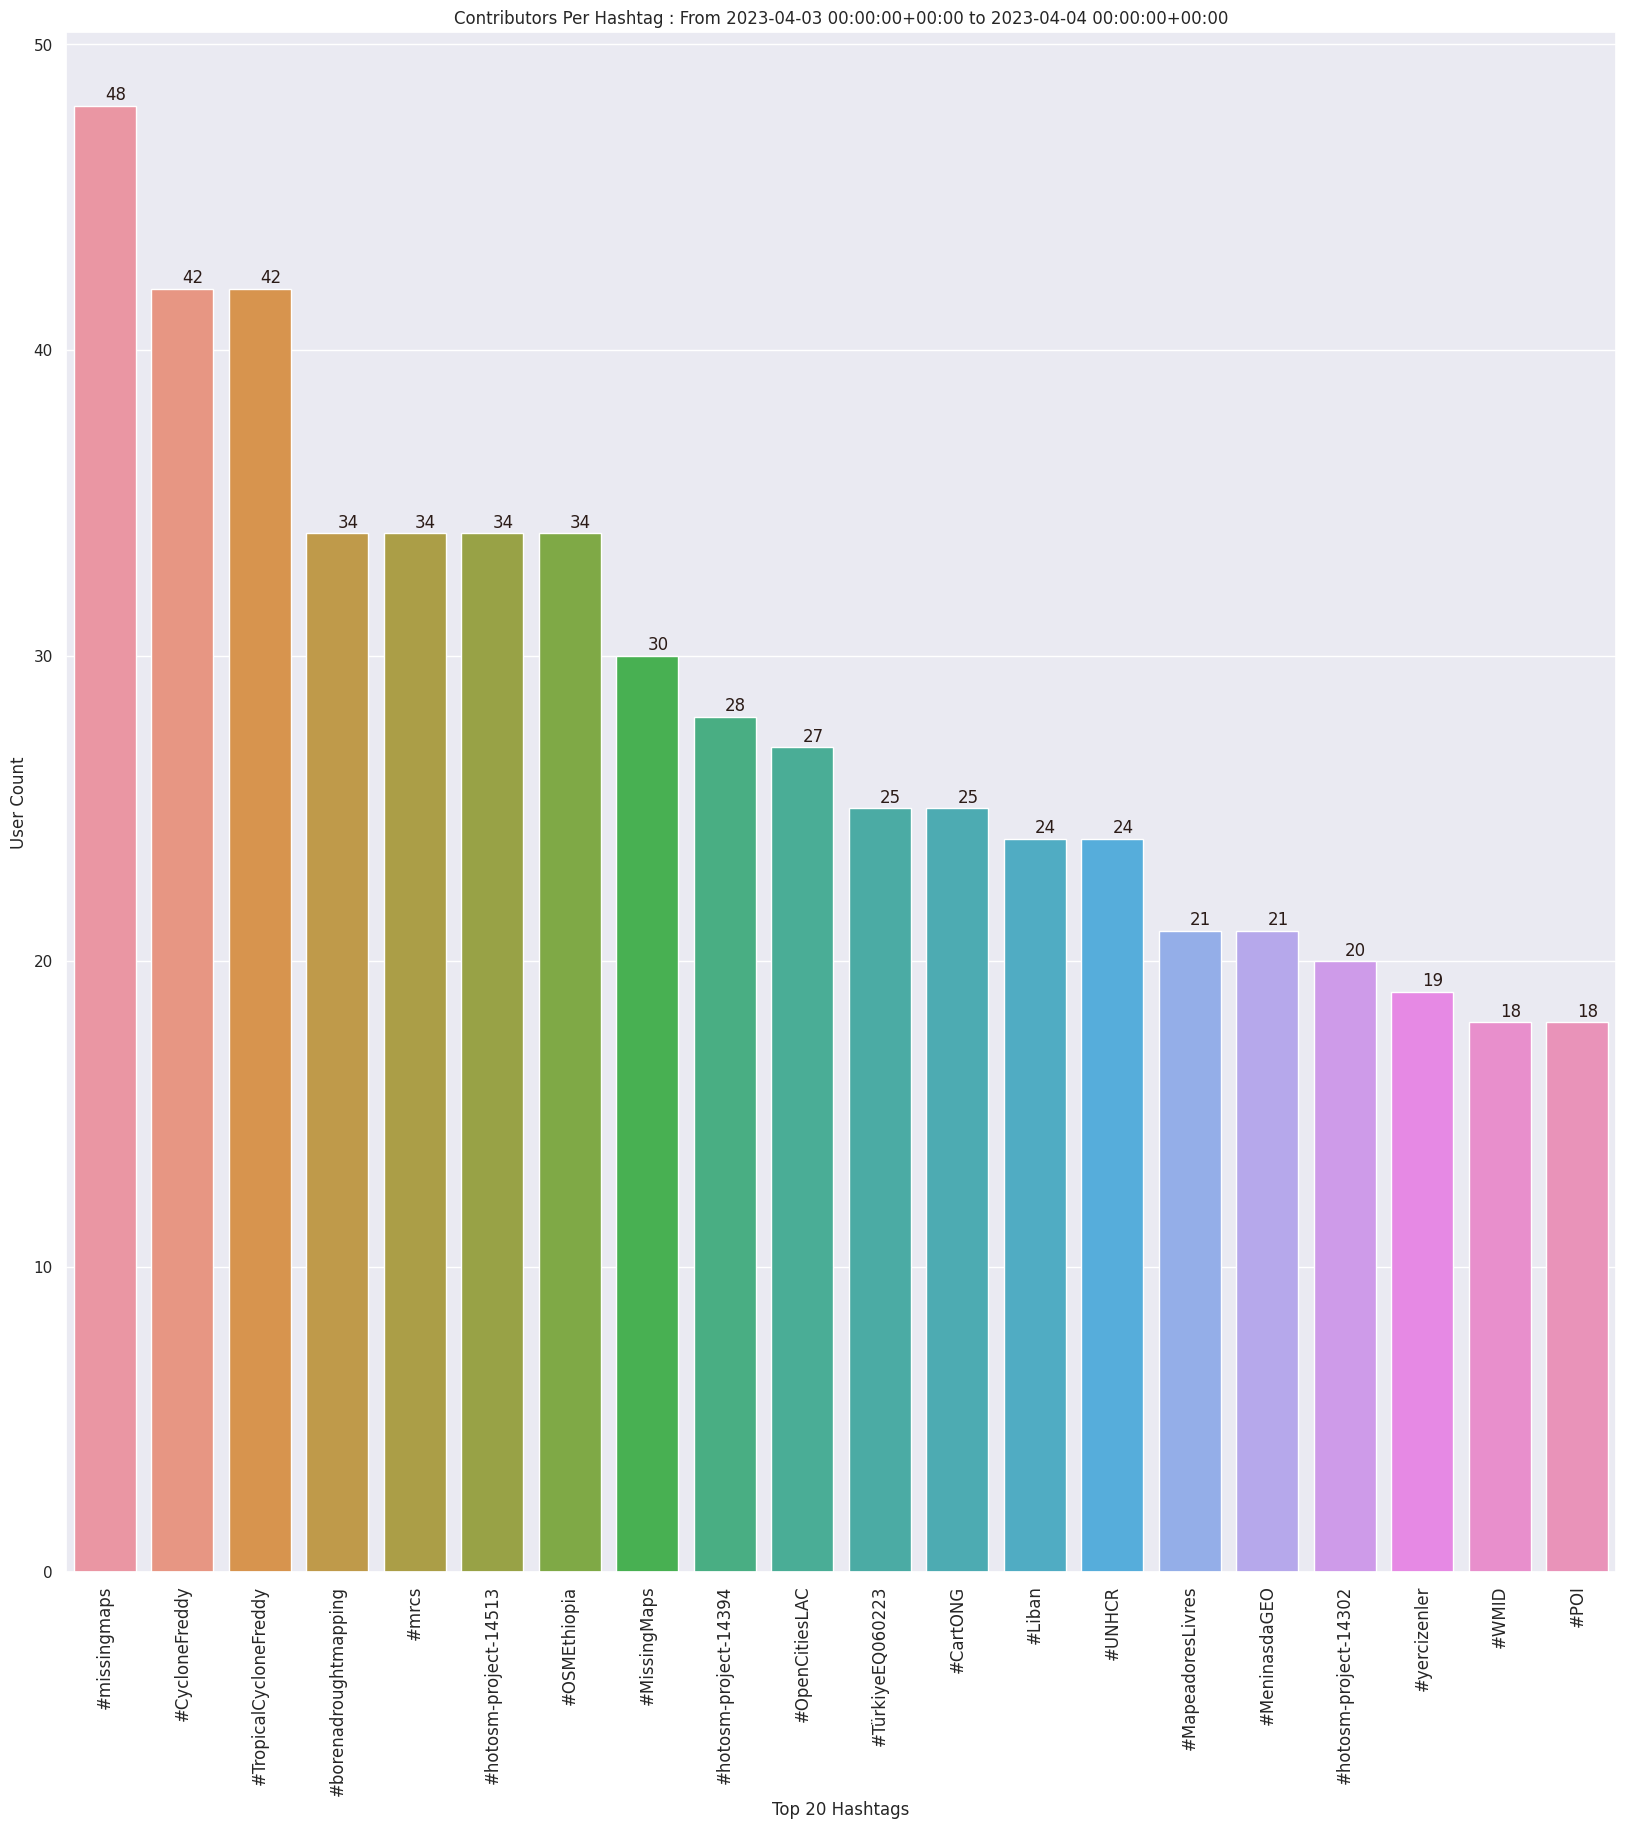 Contributors Per Hashtag : From 2023-04-03 00:00:00+00:00 to 2023-04-04 00:00:00+00:00
50
40
30
20
10
0
User Count
48
42
42
34
34
34
34
30
28
27
25
25
24
24
21
21
20
19
18
18
#missingmaps
#CycloneFreddy
#TropicalCycloneFreddy
#borenadroughtmapping
#mrcs
#hotosm-project-14513
#OSMEthiopia
#MissingMaps
#hotosm-project-14394
#OpenCitiesLAC
#TürkiyeEQ060223
#CartONG
#Liban
#UNHCR
#MapeadoresLivres
#MeninasdaGEO
#hotosm-project-14302
#yercizenler
#WMID
#POI
Top 20 Hashtags